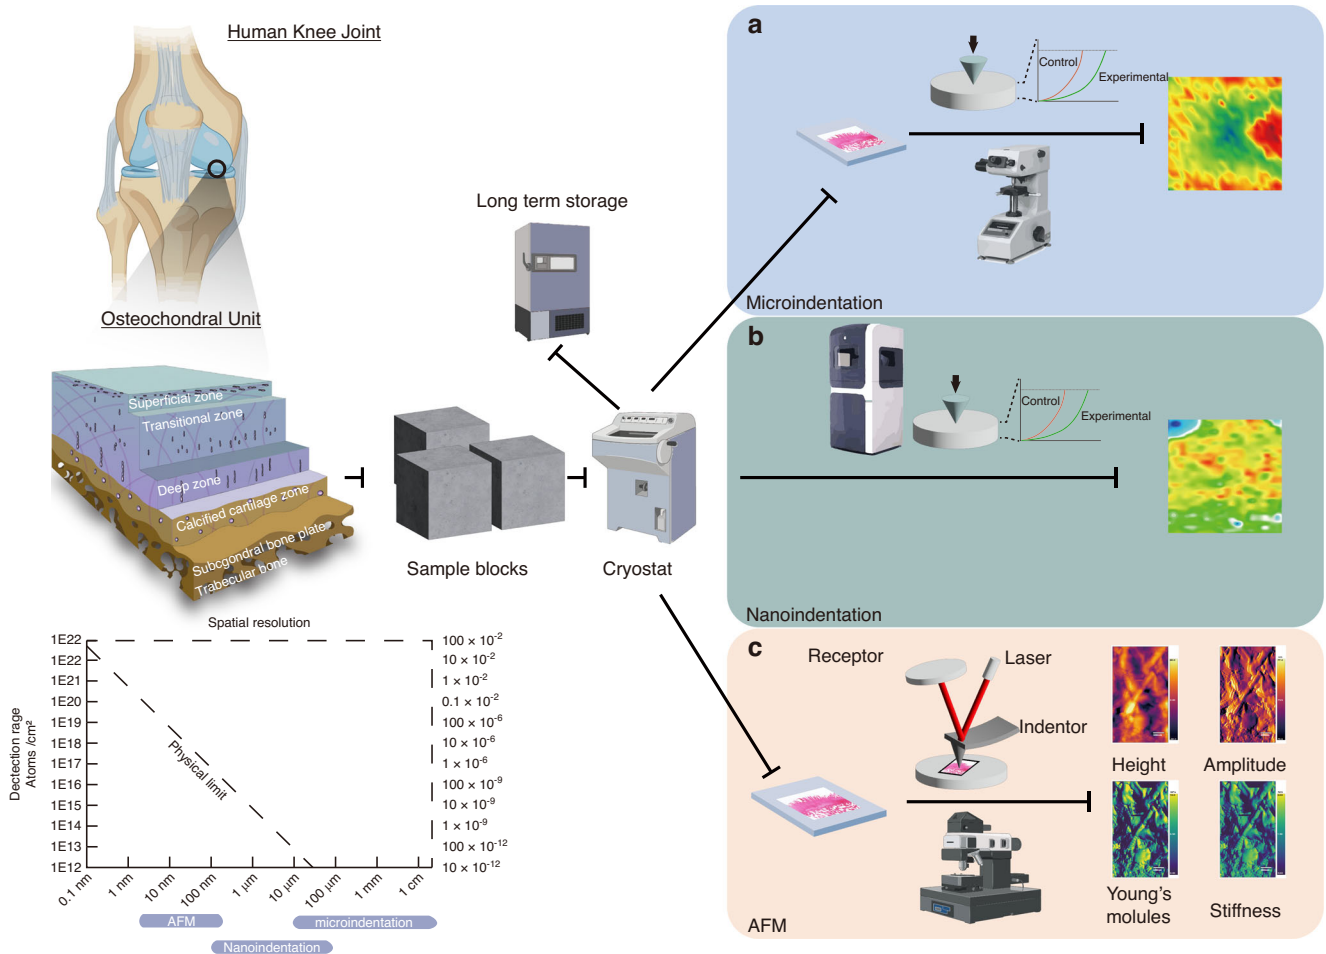 Human Knee Joint
Osteochondral Unit
Superficial zone
Transitional zone
Deep zone
Calcified cartilage zone
Subcgondral bone plate
Trabecular bone
Long term storage
Sample blocks
Cryostat
a
Control
Experimental
Microindentation
b
Control
Experimental
Nanoindentation
c
Receptor
Laser
Indentor
Height
Amplitude
Young's
molules
Stiffness
AFM
Spatial resolution
Dectection rage
Atoms /cm²
1E22
1E22
1E21
1E20
1E19
1E18
1E17
1E16
1E15
1E14
1E13
1E12
Physical limit
100 × 10⁻²
10 × 10⁻²
1 × 10⁻²
0.1 × 10⁻²
100 × 10⁻⁶
10 × 10⁻⁶
1 × 10⁻⁶
100 × 10⁻⁹
10 × 10⁻⁹
1 × 10⁻⁹
100 × 10⁻¹²
10 × 10⁻¹²
0.1 nm
1 nm
10 nm
100 nm
1 μm
10 μm
100 μm
1 mm
1 cm
AFM
microindentation
Nanoindentation